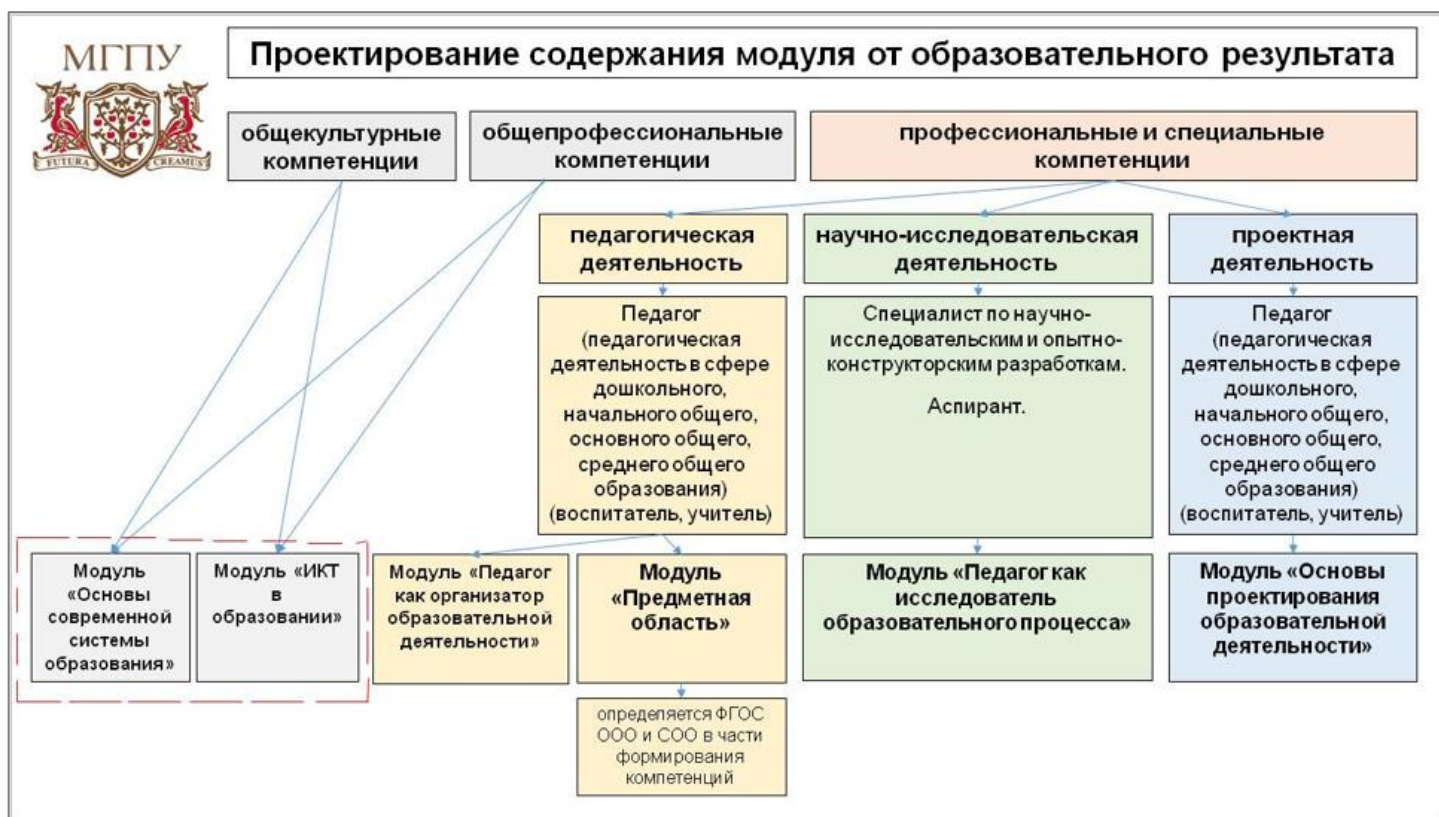 МГПУ
FUTURA CREAMUS
Проектирование содержания модуля от образовательного результата
общекультурные
компетенции
общепрофессиональные
компетенции
профессиональные и специальные
компетенции
педагогическая
деятельность
научно-исследовательская
деятельность
проектная
деятельность
Педагог
(педагогическая
деятельность в сфере
дошкольного,
начального общего,
основного общего,
среднего общего
образования)
(воспитатель, учитель)
Специалист по научно-
исследовательским и опытно-
конструкторским разработкам.
Аспирант.
Педагог
(педагогическая
деятельность в сфере
дошкольного,
начального общего,
основного общего,
среднего общего
образования)
(воспитатель, учитель)
Модуль
«Основы
современной
системы
образования»
Модуль «ИКТ
в
образовании»
Модуль «Педагог
как организатор
образовательной
деятельности»
Модуль
«Предметная
область»
Модуль «Педагог как
исследователь
образовательного процесса»
Модуль «Основы
проектирования
образовательной
деятельности»
определяется ФГОС
ООО и СОО в части
формирования
компетенций